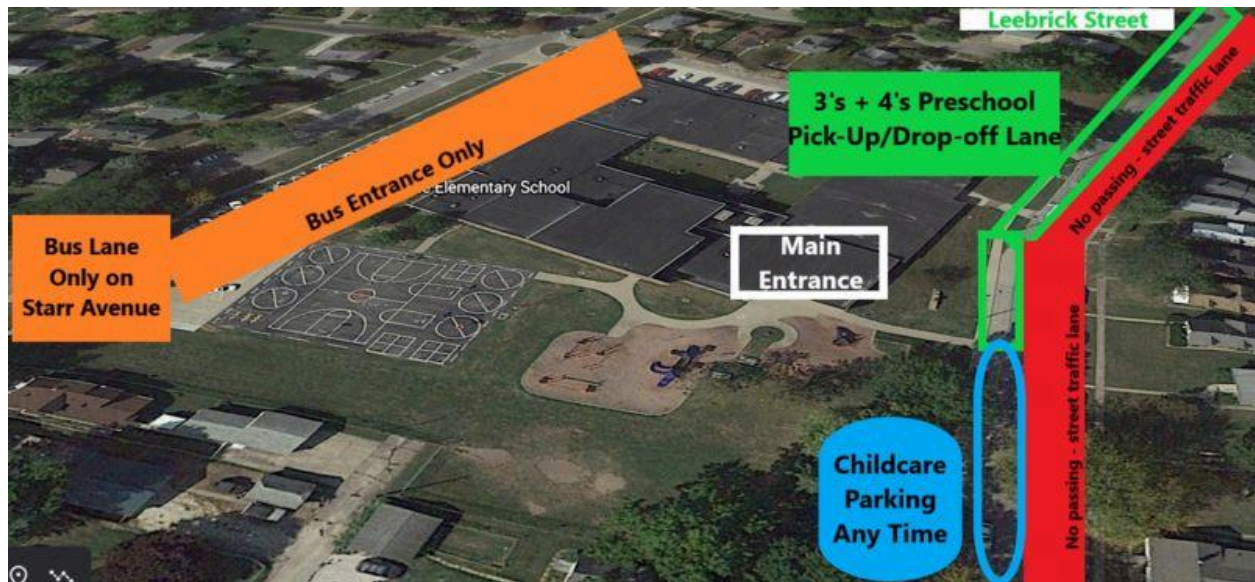 Leebrick Street
3's + 4's Preschool
Pick-Up/Drop-off Lane
No passing - street traffic lane
Bus Entrance Only
Elementary School
Bus Lane
Only on
Starr Avenue
Main
Entrance
No passing - street traffic lane
Childcare
Parking
Any Time